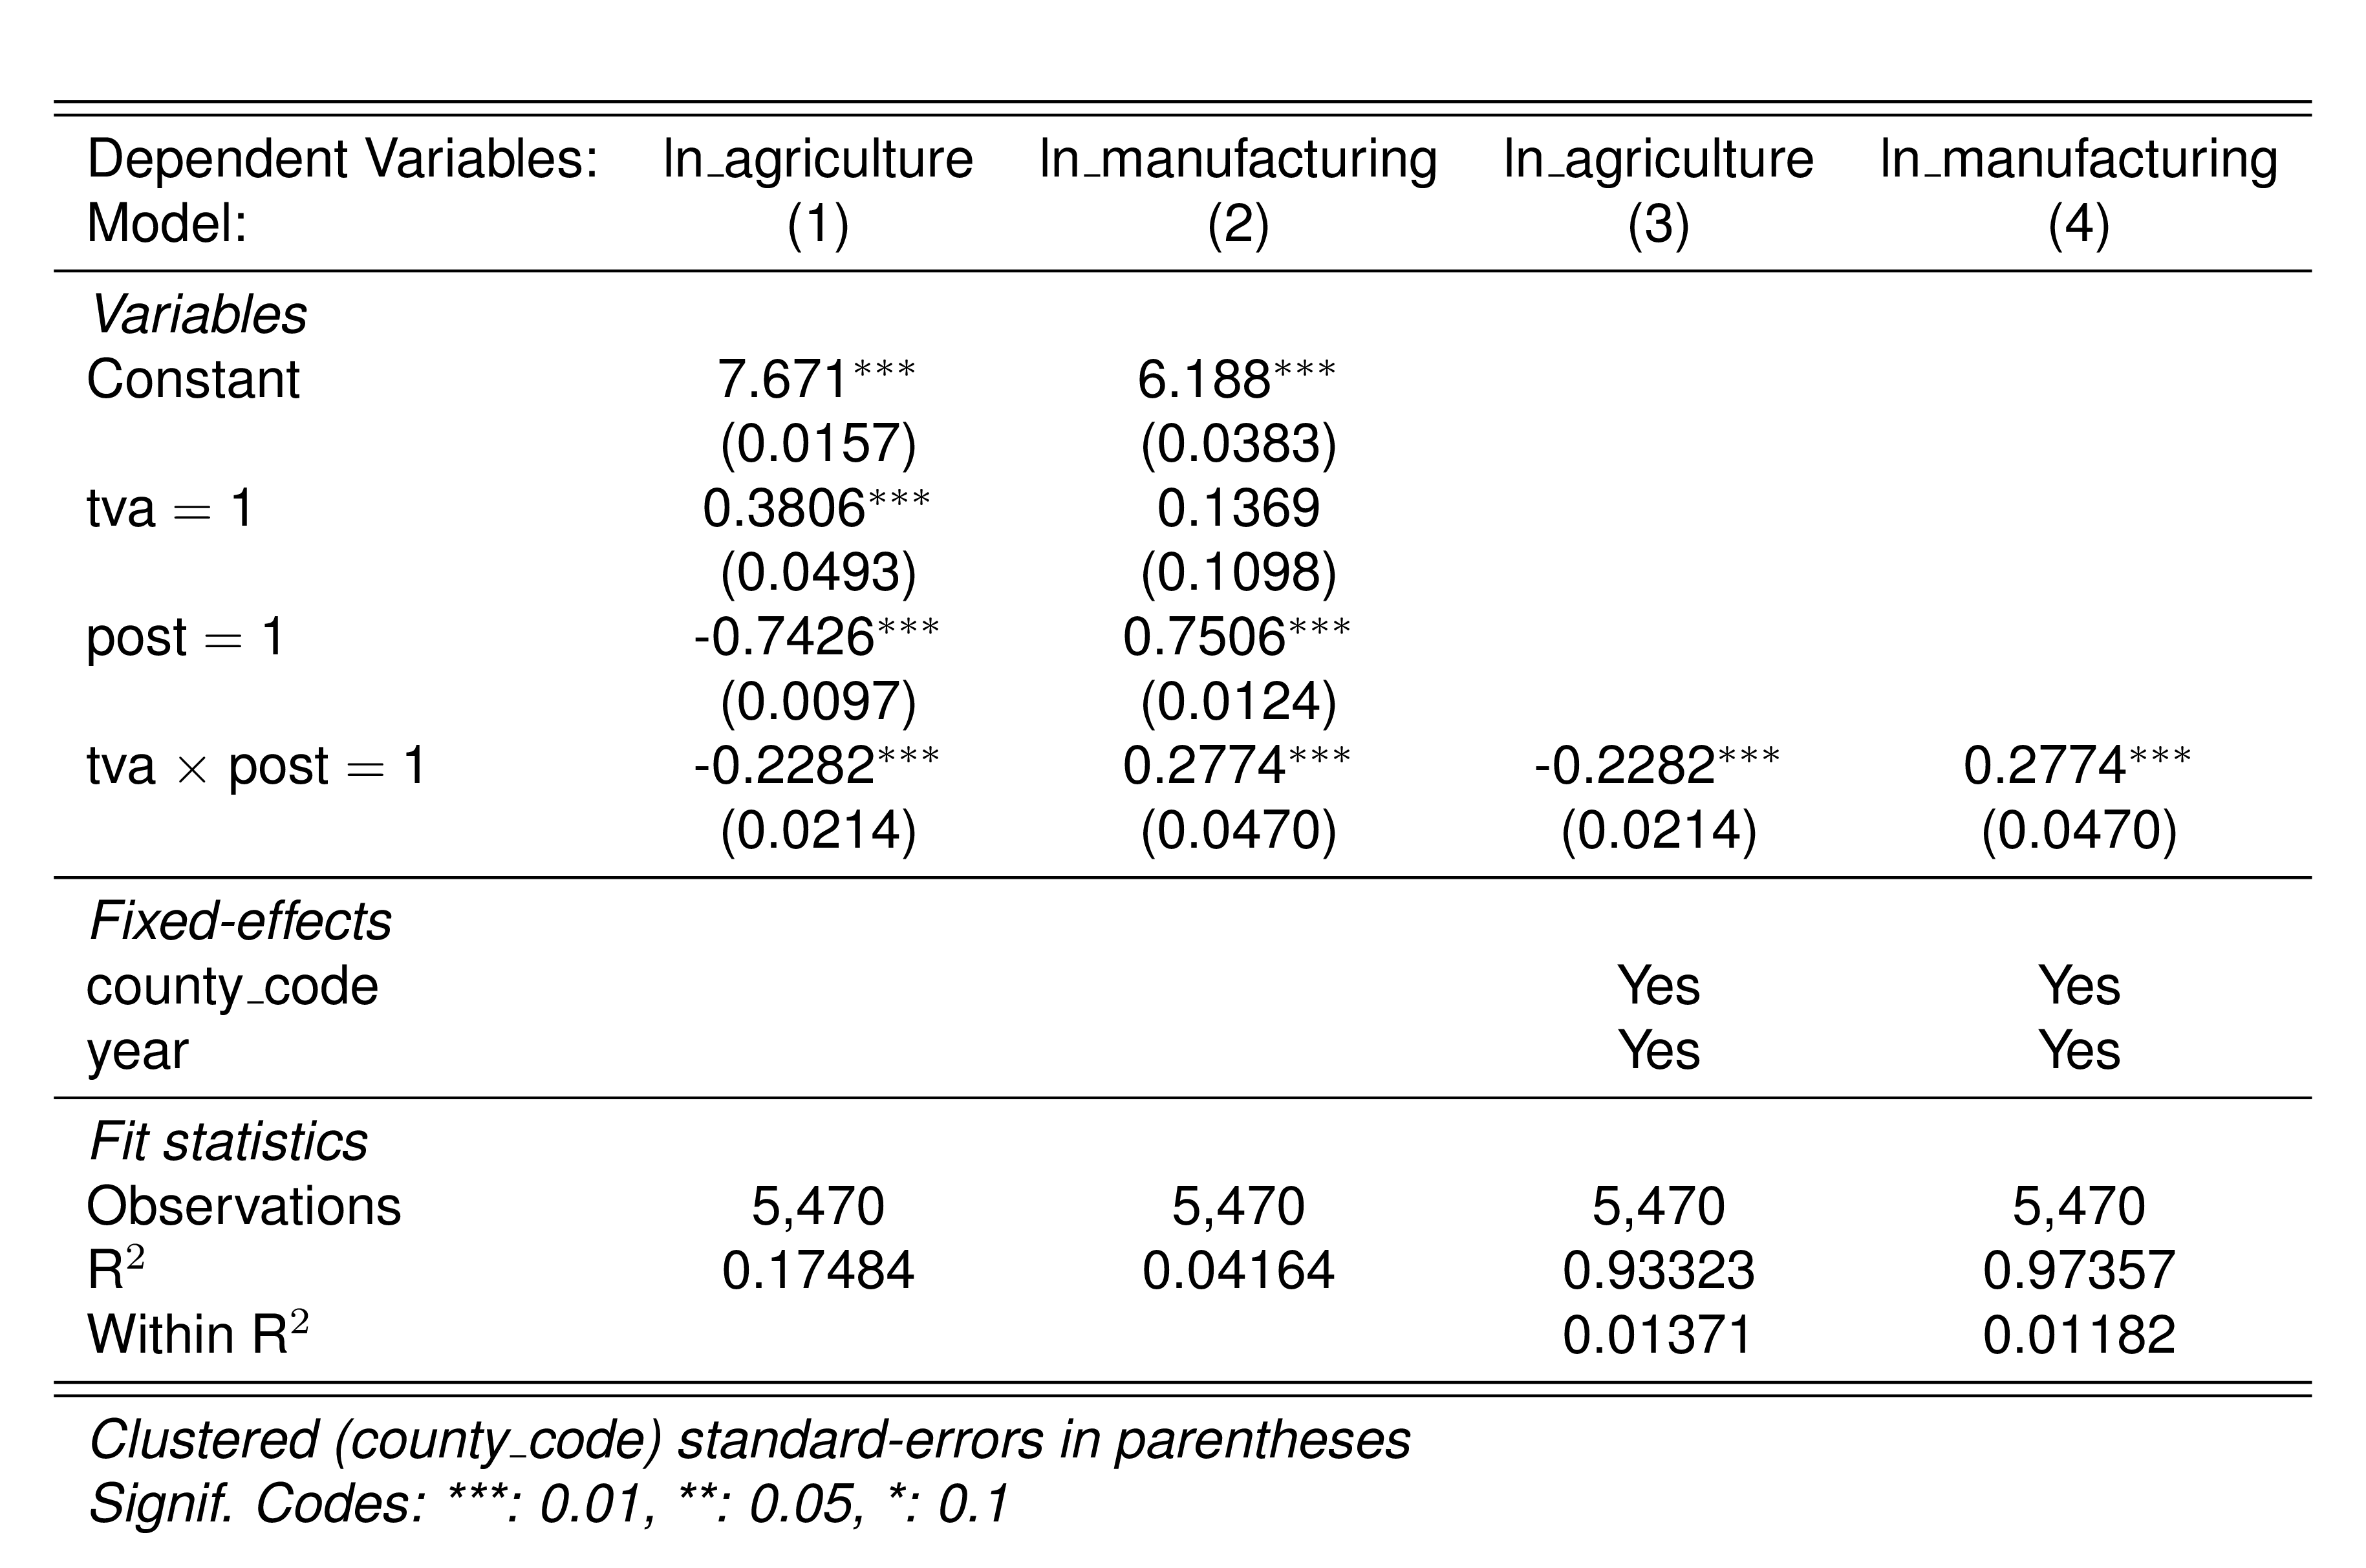 Dependent Variables: ln_agriculture ln_manufacturing ln_agriculture ln_manufacturing
Model: (1) (2) (3) (4)
Variables
Constant 7.671*** 6.188***
(0.0157) (0.0383)
tva = 1 0.3806*** 0.1369
(0.0493) (0.1098)
post = 1 -0.7426*** 0.7506***
(0.0097) (0.0124)
tva × post = 1 -0.2282*** 0.2774*** -0.2282*** 0.2774***
(0.0214) (0.0470) (0.0214) (0.0470)
Fixed-effects
county_code Yes Yes
year Yes Yes
Fit statistics
Observations 5,470 5,470 5,470 5,470
R² 0.17484 0.04164 0.93323 0.97357
Within R² 0.01371 0.01182
Clustered (county_code) standard-errors in parentheses
Signif. Codes: ***: 0.01, **: 0.05, *: 0.1